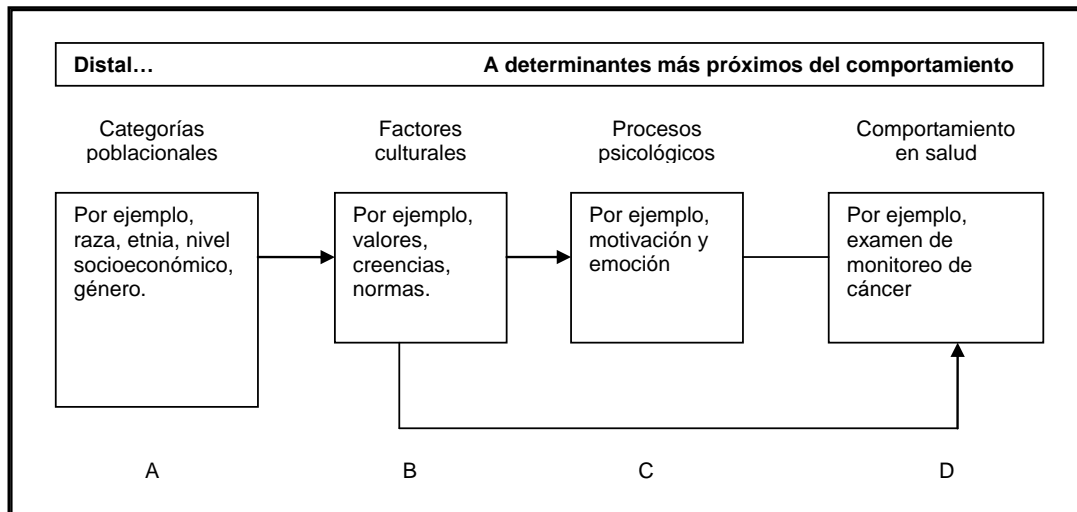 Distal… A determinantes más próximos del comportamiento
Categorías
poblacionales
Factores
culturales
Procesos
psicológicos
Comportamiento
en salud
Por ejemplo,
raza, etnia, nivel
socioeconómico,
género.
Por ejemplo,
valores,
creencias,
normas.
Por ejemplo,
motivación y
emoción
Por ejemplo,
examen de
monitoreo de
cáncer
A B C D